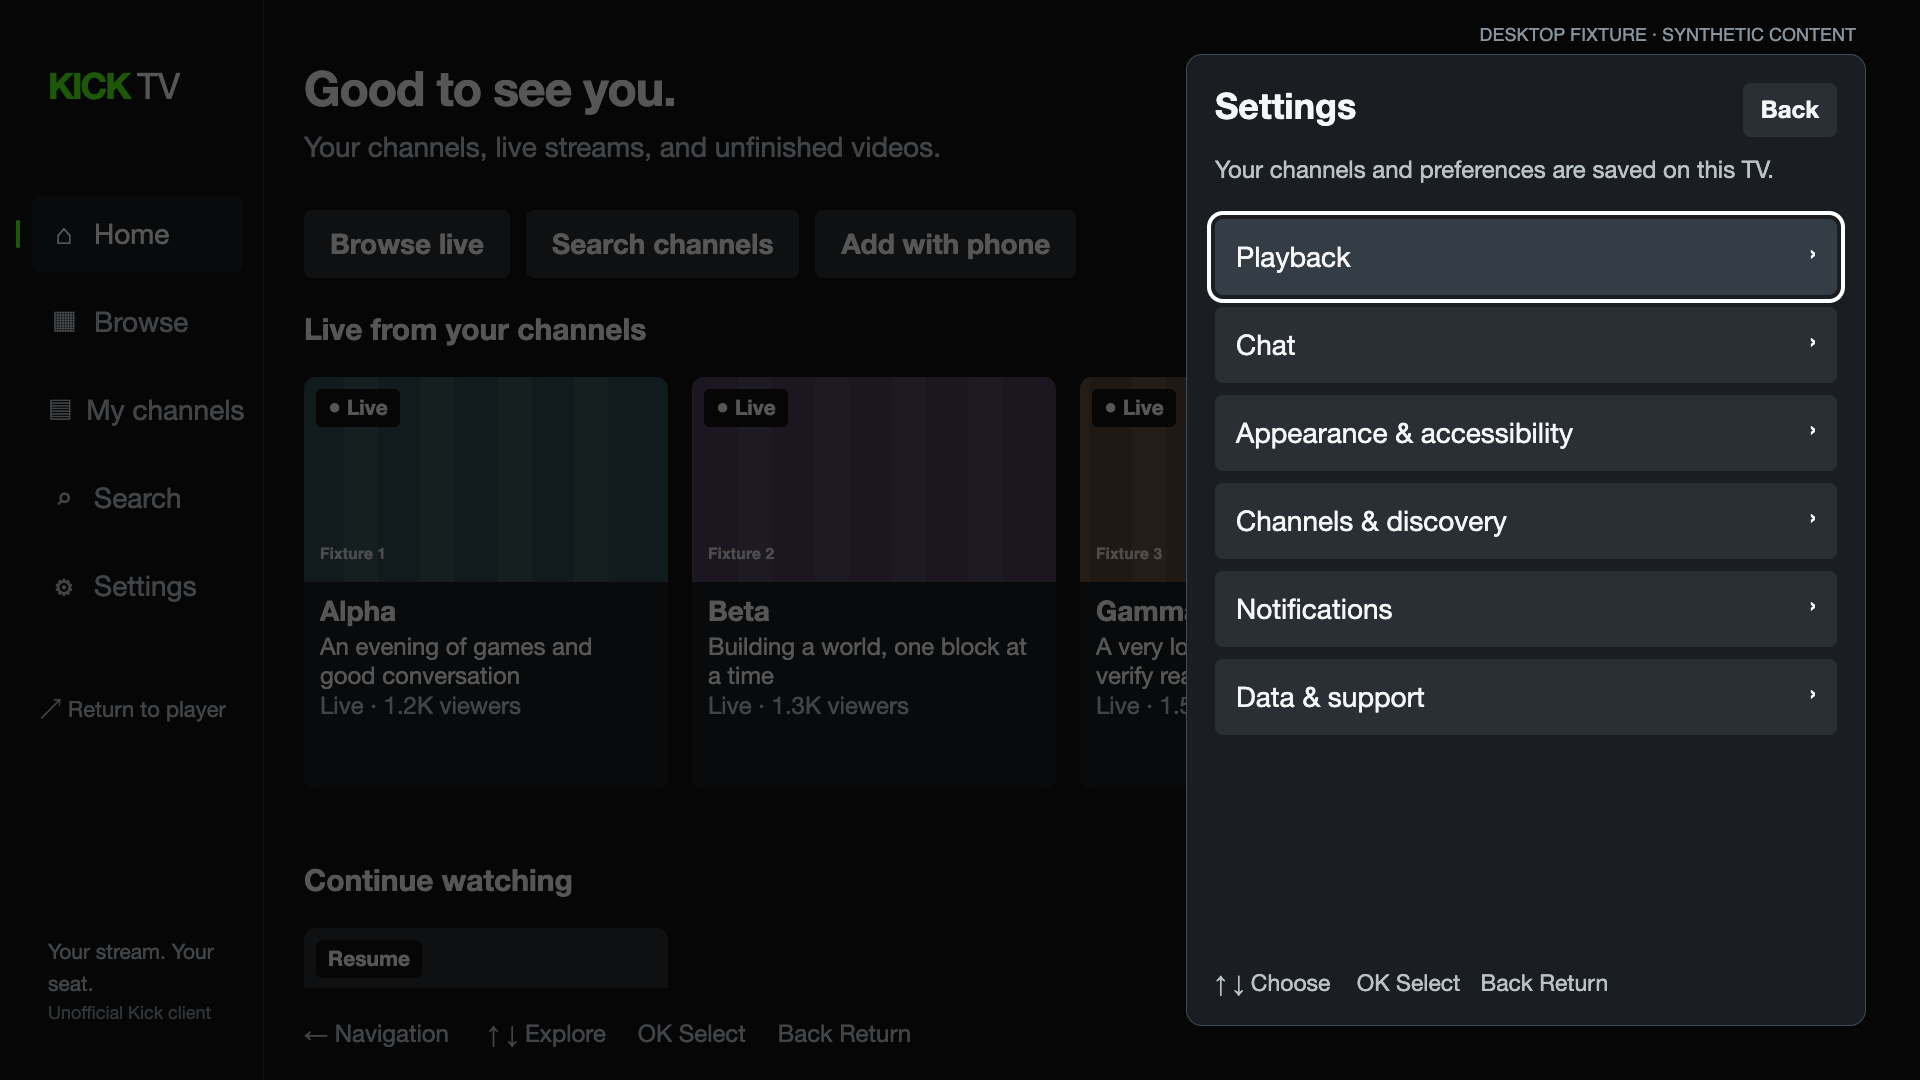 DESKTOP FIXTURE · SYNTHETIC CONTENT
KICK TV
Home
Browse
My channels
Search
Settings
Return to player
Your stream. Your
seat.
Unofficial Kick client
Good to see you.
Your channels, live streams, and unfinished videos.
Browse live
Search channels
Add with phone
Live from your channels
Live
Fixture 1
Alpha
An evening of games and
good conversation
Live · 1.2K viewers
Live
Fixture 2
Beta
Building a world, one block at
a time
Live · 1.3K viewers
Live
Fixture 3
A very
verify
Live ·
Continue watching
Resume
← Navigation ↑↓ Explore OK Select Back Return
Settings
Back
Your channels and preferences are saved on this TV.
Playback ›
Chat ›
Appearance & accessibility ›
Channels & discovery ›
Notifications ›
Data & support ›
↑↓ Choose OK Select Back Return